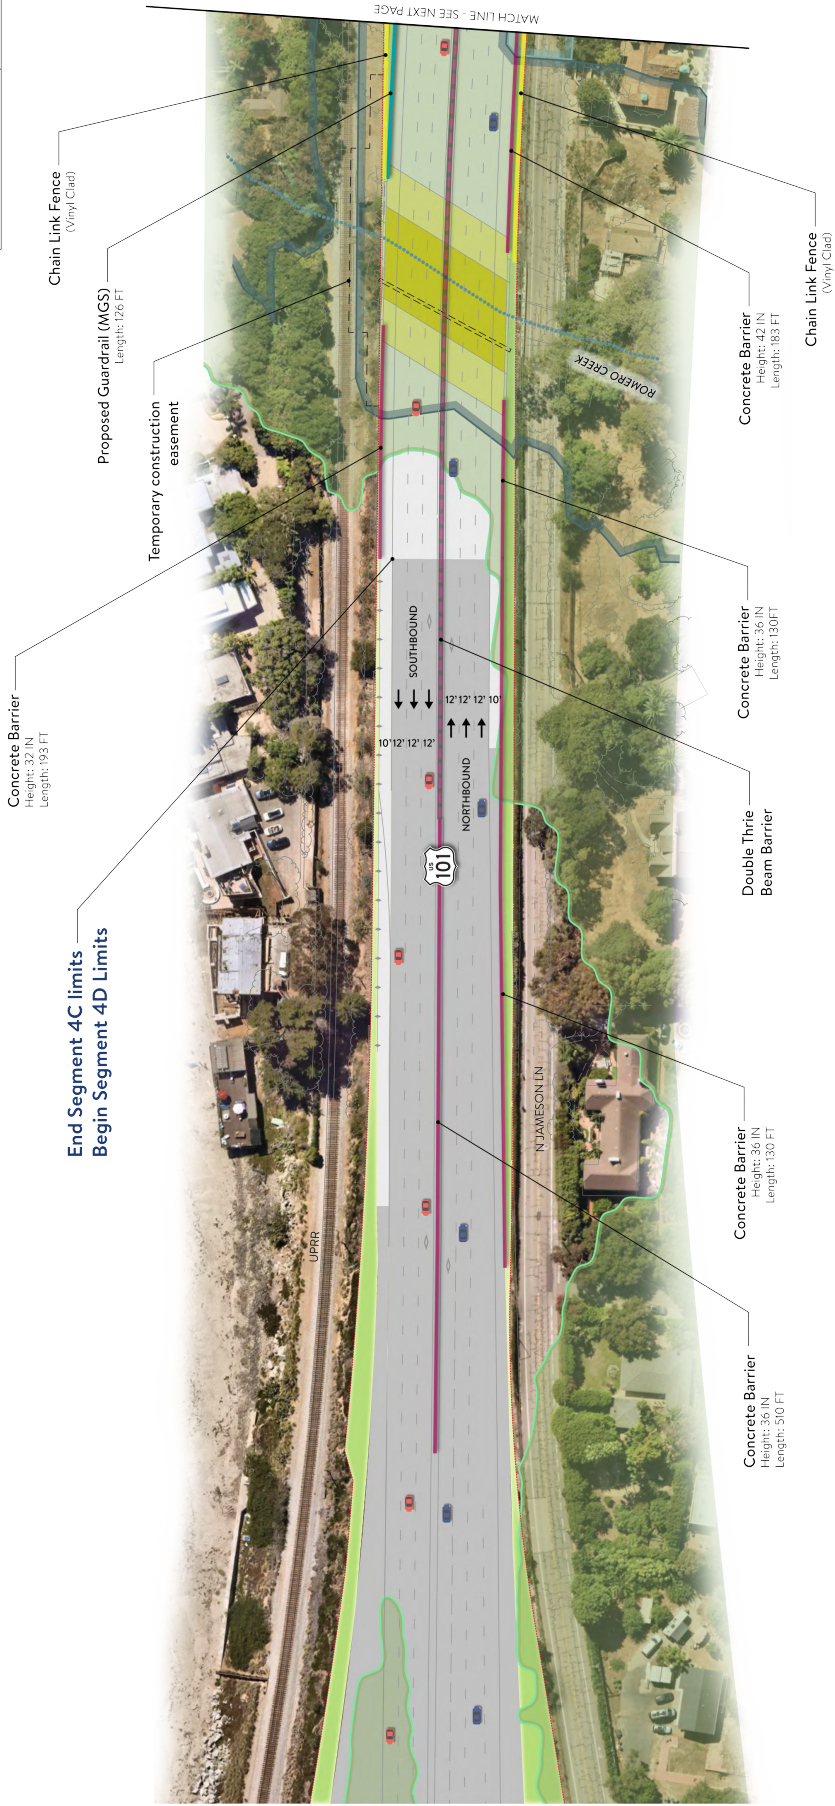 MATCH LINE - SEE NEXT PAGE
Chain Link Fence
(Vinyl Clad)
Proposed Guardrail (MGS)
Length: 126 FT
Temporary construction
easement
Concrete Barrier
Height: 32 IN
Length: 193 FT
End Segment 4C limits
Begin Segment 4D Limits
UPRR
SOUTHBOUND
10' 12' 12' 12'
12' 12' 12' 10'
NORTHBOUND
US
101
N JAMESON LN
ROMERO CREEK
Chain Link Fence
(Vinyl Clad)
Concrete Barrier
Height: 42 IN
Length: 183 FT
Concrete Barrier
Height: 36 IN
Length: 130FT
Double Thrie
Beam Barrier
Concrete Barrier
Height: 36 IN
Length: 130 FT
Concrete Barrier
Height: 36 IN
Length: 510 FT